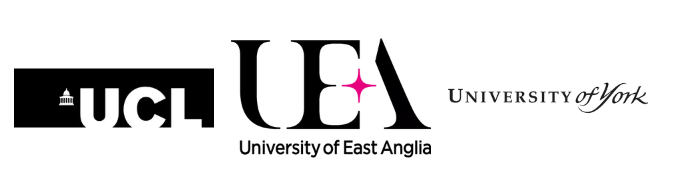 UCL
UEA
University of East Anglia
UNIVERSITY of York